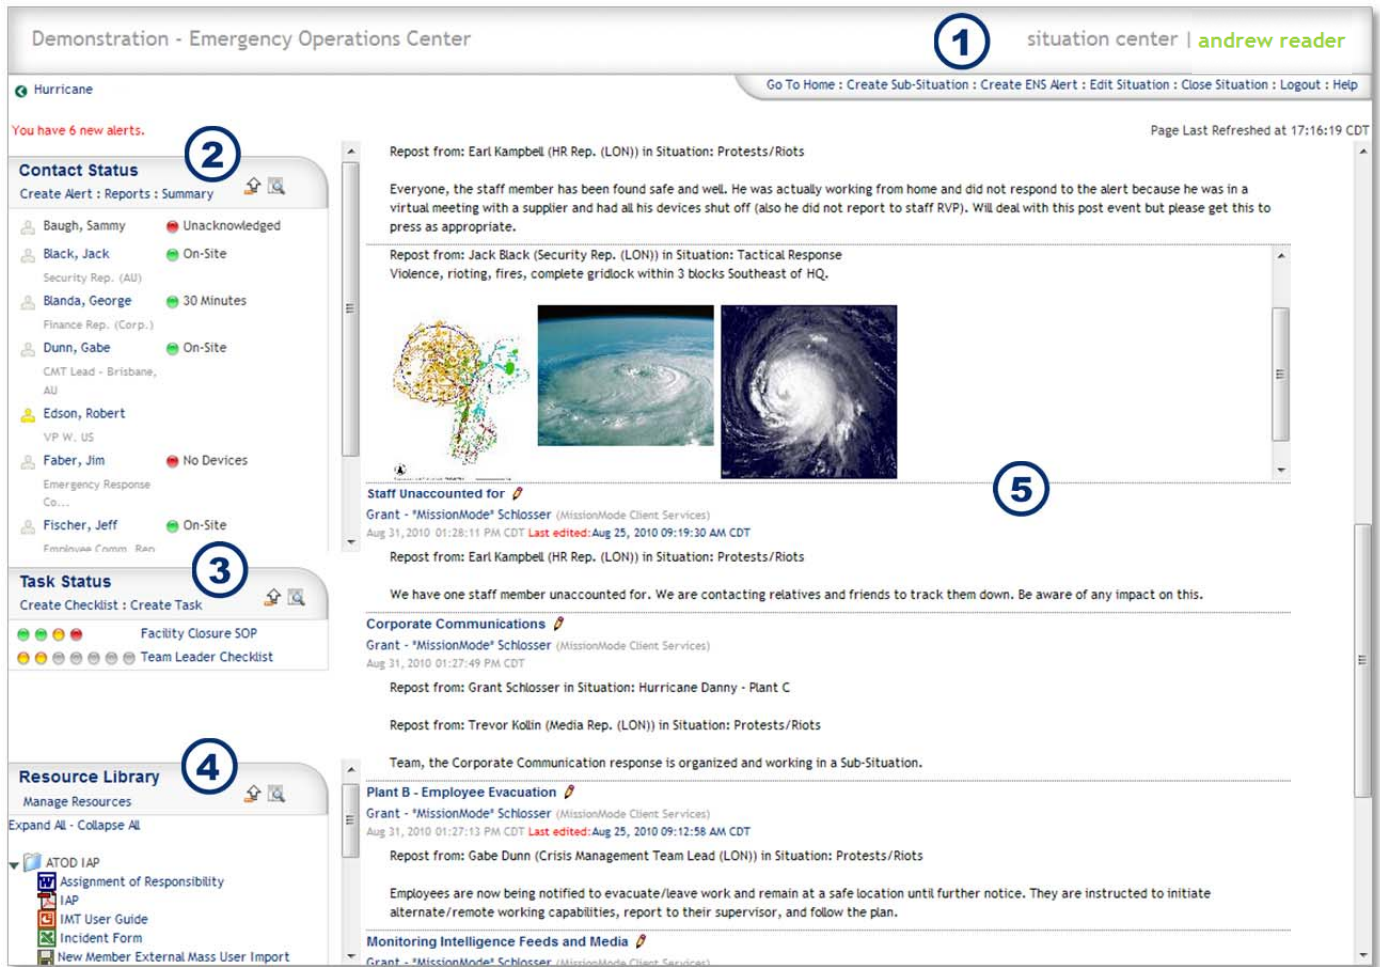 Demonstration - Emergency Operations Center
1
situation center | andrew reader
Hurricane
Go To Home : Create Sub-Situation : Create ENS Alert : Edit Situation : Close Situation : Logout : Help
You have 6 new alerts.
Page Last Refreshed at 17:16:19 CDT
2
Contact Status
Create Alert : Reports : Summary
Baugh, Sammy Unacknowledged
Black, Jack On-Site
Security Rep. (AU)
Blanda, George 30 Minutes
Finance Rep. (Corp.)
Dunn, Gabe On-Site
CMT Lead - Brisbane,
AU
Edson, Robert
VP W. US
Faber, Jim No Devices
Emergency Response
Co...
Fischer, Jeff On-Site
Employee Comm. Rep
3
Task Status
Create Checklist : Create Task
Facility Closure SOP
Team Leader Checklist
4
Resource Library
Manage Resources
Expand All - Collapse All
ATOD IAP
Assignment of Responsibility
IAP
IMT User Guide
Incident Form
New Member External Mass User Import
Repost from: Earl Kampbell (HR Rep. (LON)) in Situation: Protests/Riots
Everyone, the staff member has been found safe and well. He was actually working from home and did not respond to the alert because he was in a
virtual meeting with a supplier and had all his devices shut off (also he did not report to staff RVP). Will deal with this post event but please get this to
press as appropriate.
Repost from: Jack Black (Security Rep. (LON)) in Situation: Tactical Response
Violence, rioting, fires, complete gridlock within 3 blocks Southeast of HQ.
5
Staff Unaccounted for
Grant - "MissionMode" Schlosser (MissionMode Client Services)
Aug 31, 2010 01:28:11 PM CDT Last edited:Aug 25, 2010 09:19:30 AM CDT
Repost from: Earl Kampbell (HR Rep. (LON)) in Situation: Protests/Riots
We have one staff member unaccounted for. We are contacting relatives and friends to track them down. Be aware of any impact on this.
Corporate Communications
Grant - "MissionMode" Schlosser (MissionMode Client Services)
Aug 31, 2010 01:27:49 PM CDT
Repost from: Grant Schlosser in Situation: Hurricane Danny - Plant C
Repost from: Trevor Kollin (Media Rep. (LON)) in Situation: Protests/Riots
Team, the Corporate Communication response is organized and working in a Sub-Situation.
Plant B - Employee Evacuation
Grant - "MissionMode" Schlosser (MissionMode Client Services)
Aug 31, 2010 01:27:13 PM CDT Last edited:Aug 25, 2010 09:12:58 AM CDT
Repost from: Gabe Dunn (Crisis Management Team Lead (LON)) in Situation: Protests/Riots
Employees are now being notified to evacuate/leave work and remain at a safe location until further notice. They are instructed to initiate
alternate/remote working capabilities, report to their supervisor, and follow the plan.
Monitoring Intelligence Feeds and Media
Grant - "MissionMode" Schlosser (MissionMode Client Services)